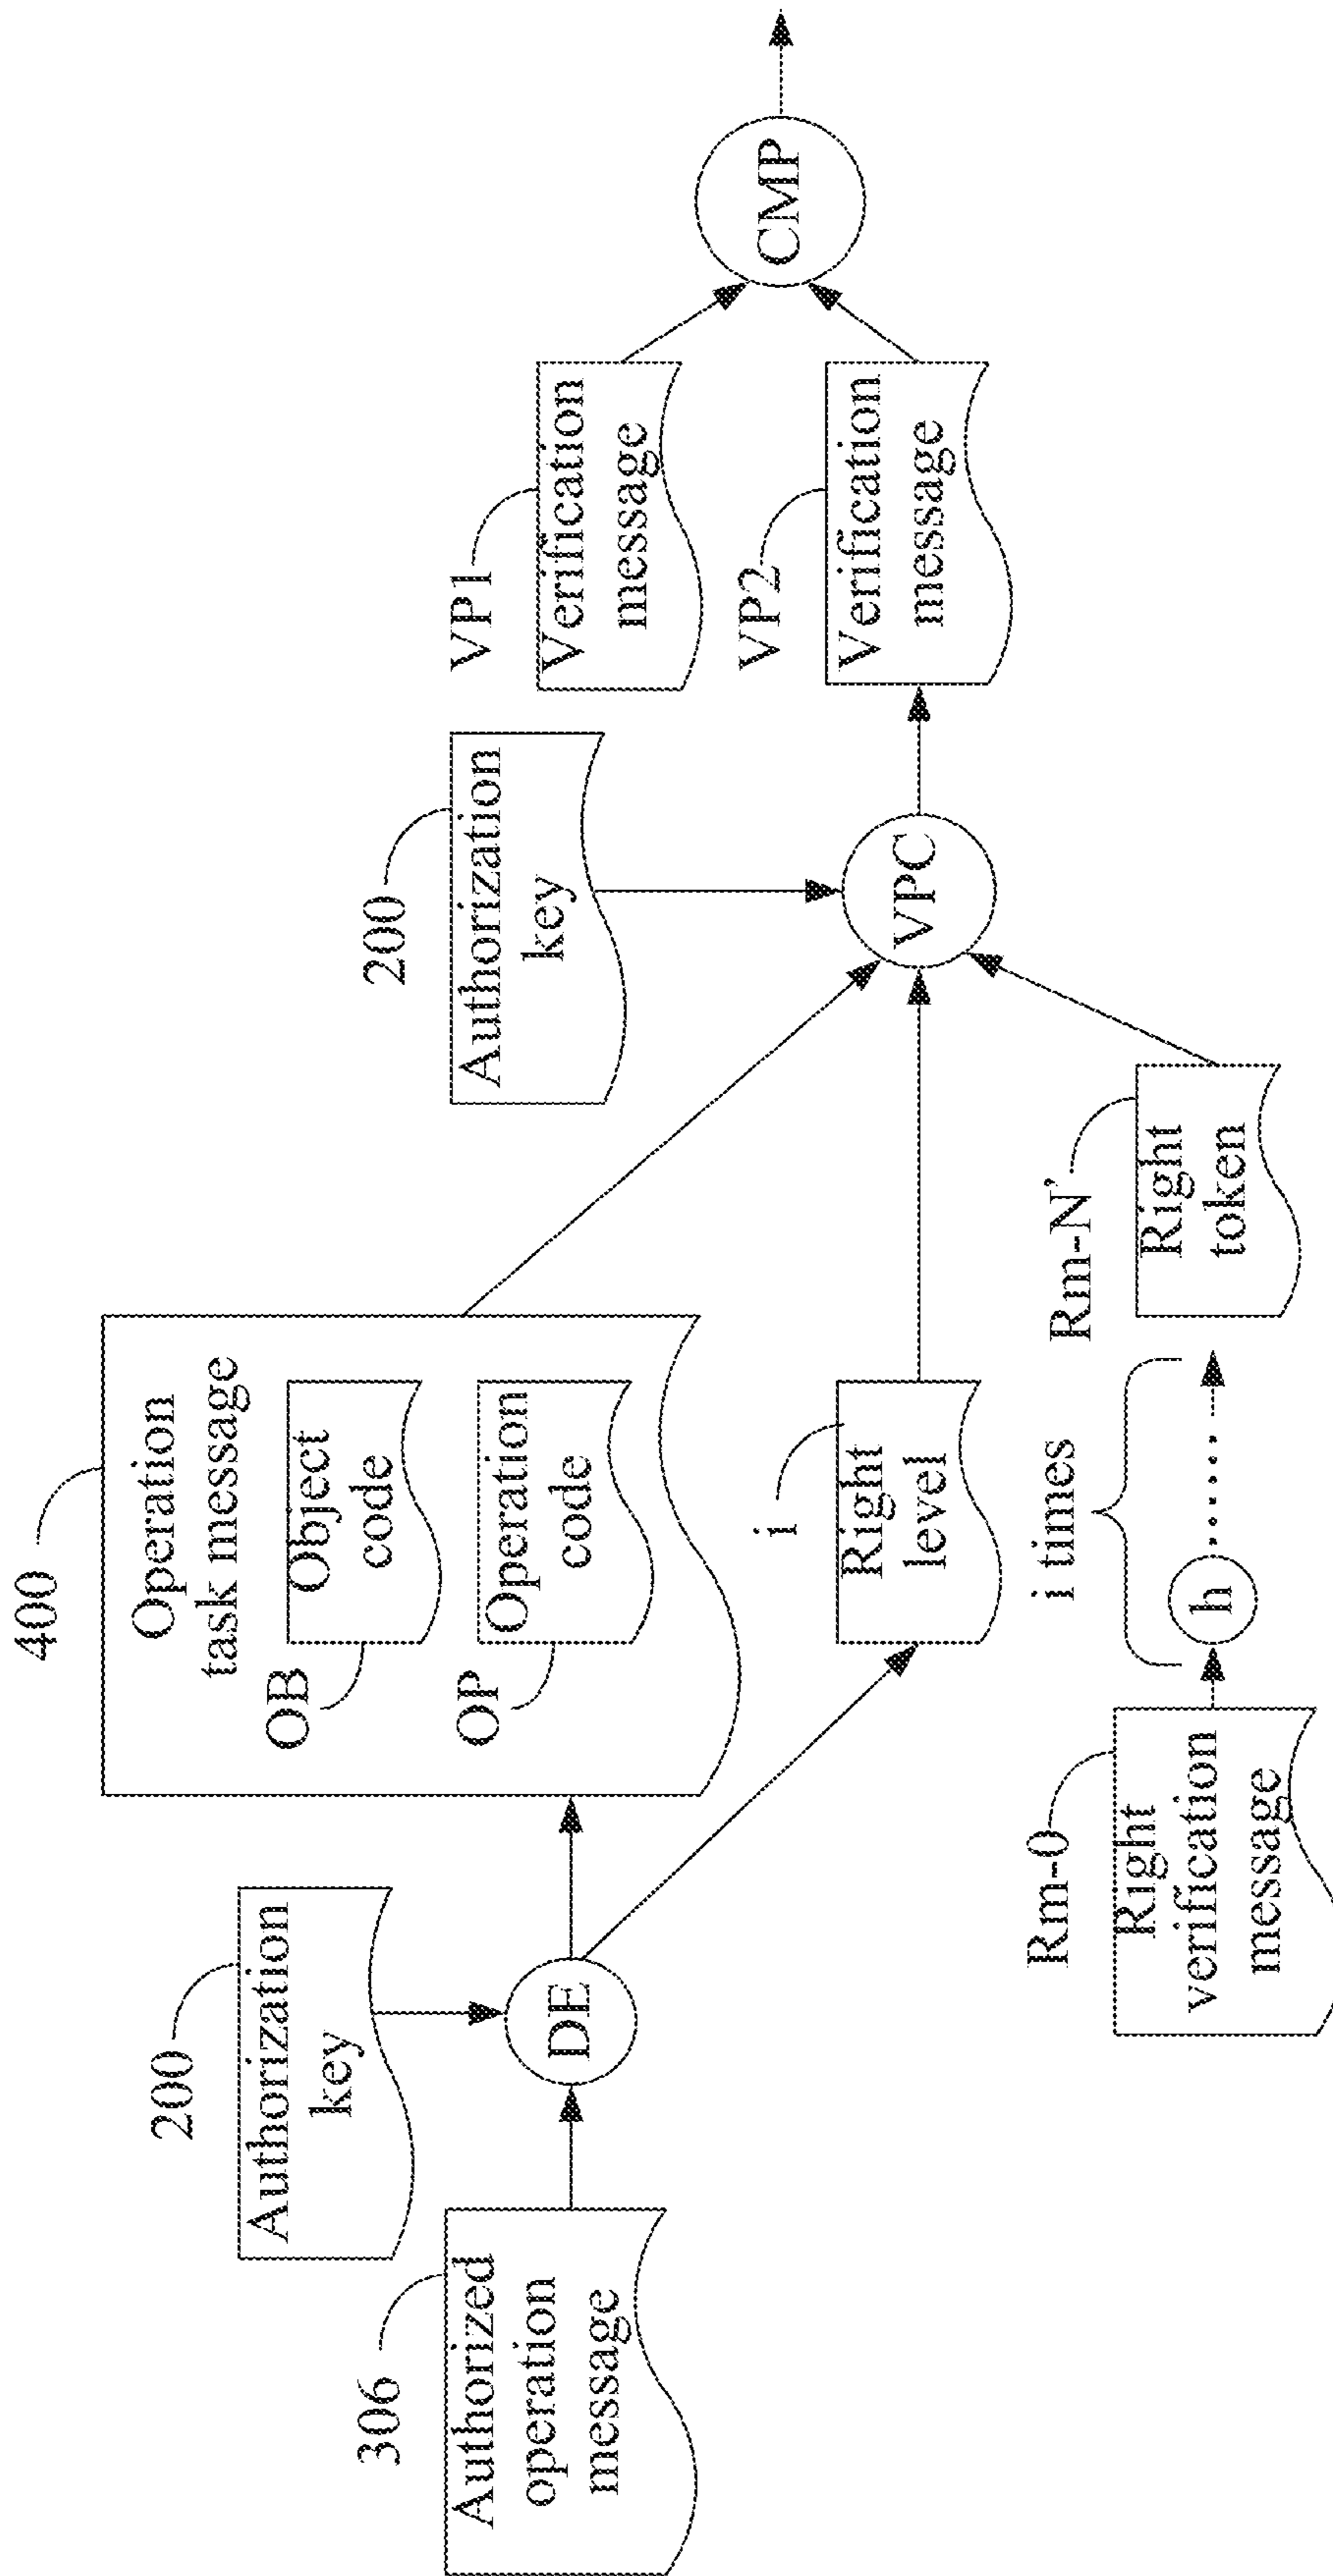 306
Authorized
operation
message
200
Authorization
key
DE
400
Operation
task message
OB
Object
code
OP
Operation
code
i
Right
level
Rm-0
Right
verification
message
h
i times
Rm-N'
Right
token
200
Authorization
key
VPC
VP1
Verification
message
VP2
Verification
message
CMP